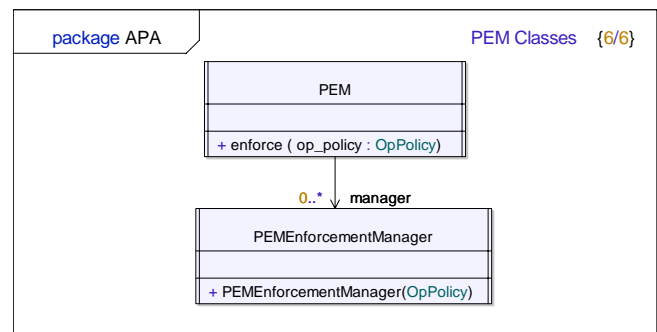 package APA
PEM Classes {6/6}
PEM
+ enforce ( op_policy : OpPolicy)
0..* manager
PEMEnforcementManager
+ PEMEnforcementManager(OpPolicy)